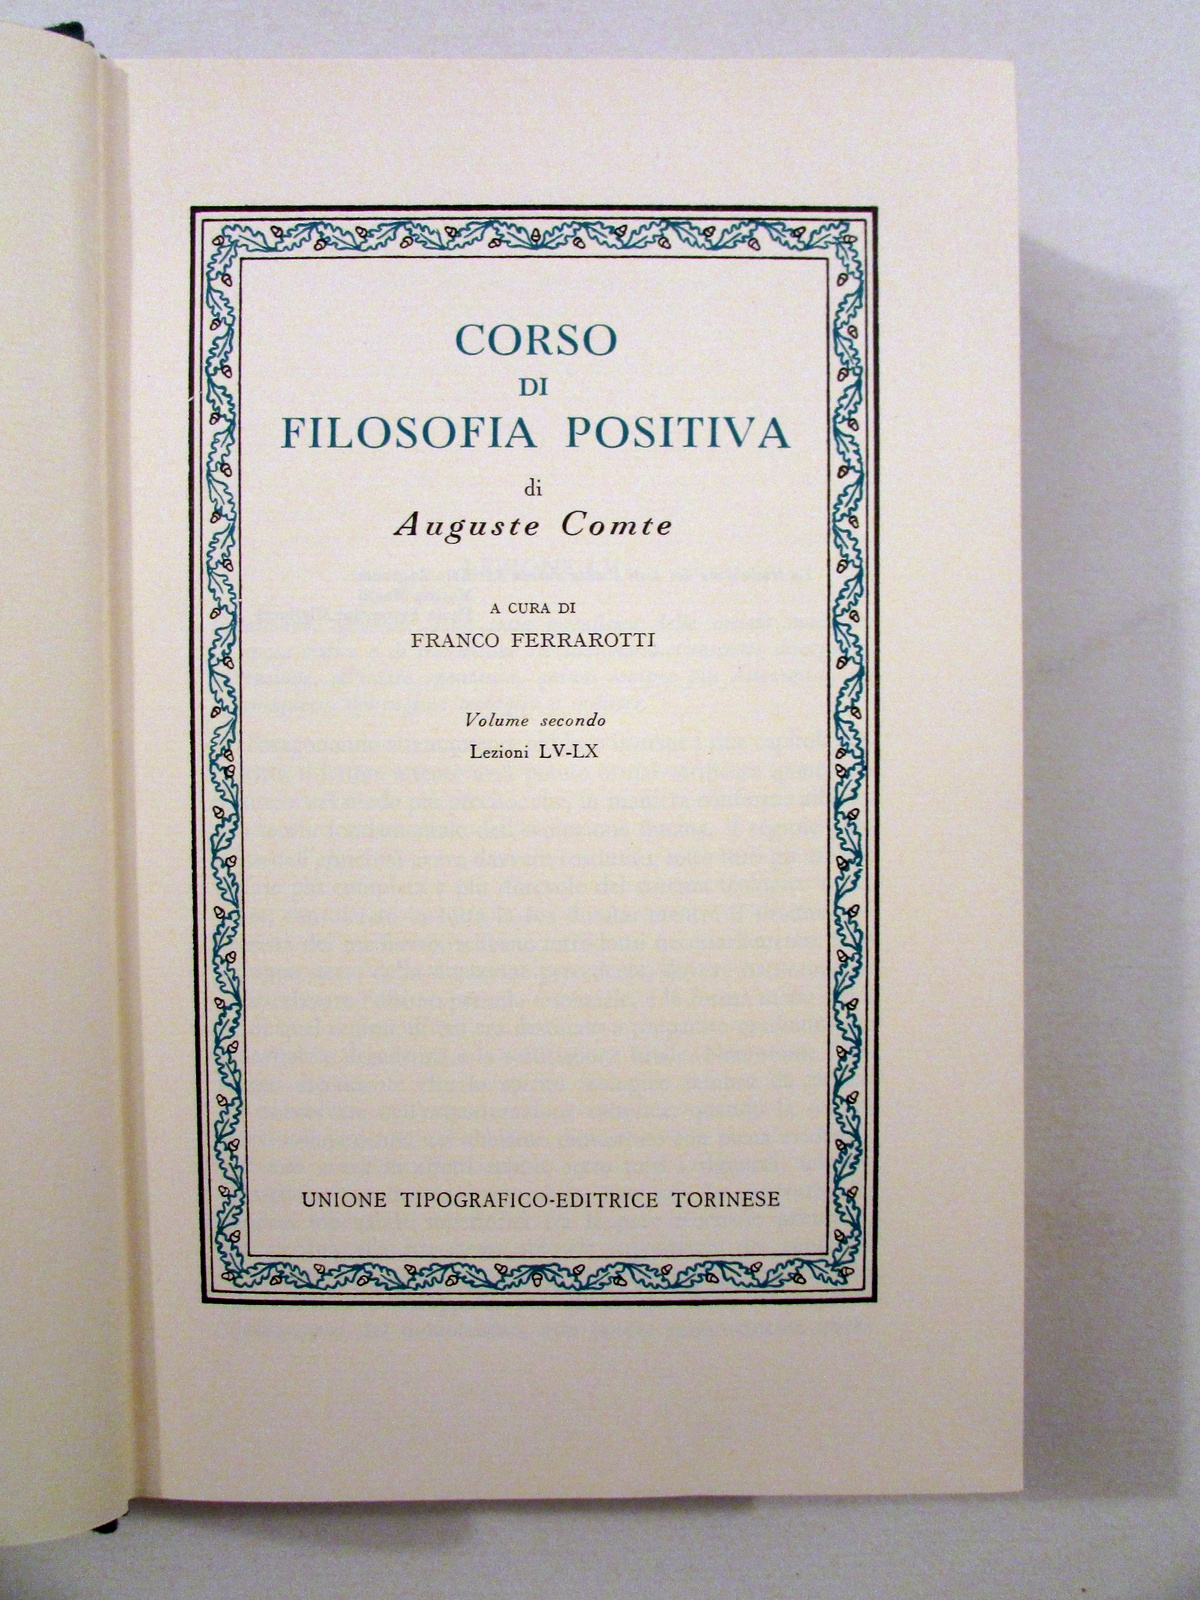 CORSO
DI
FILOSOFIA POSITIVA
di
Auguste Comte
A CURA DI
FRANCO FERRAROTTI
Volume secondo
Lezioni LV-LX
UNIONE TIPOGRAFICO-EDITRICE TORINESE